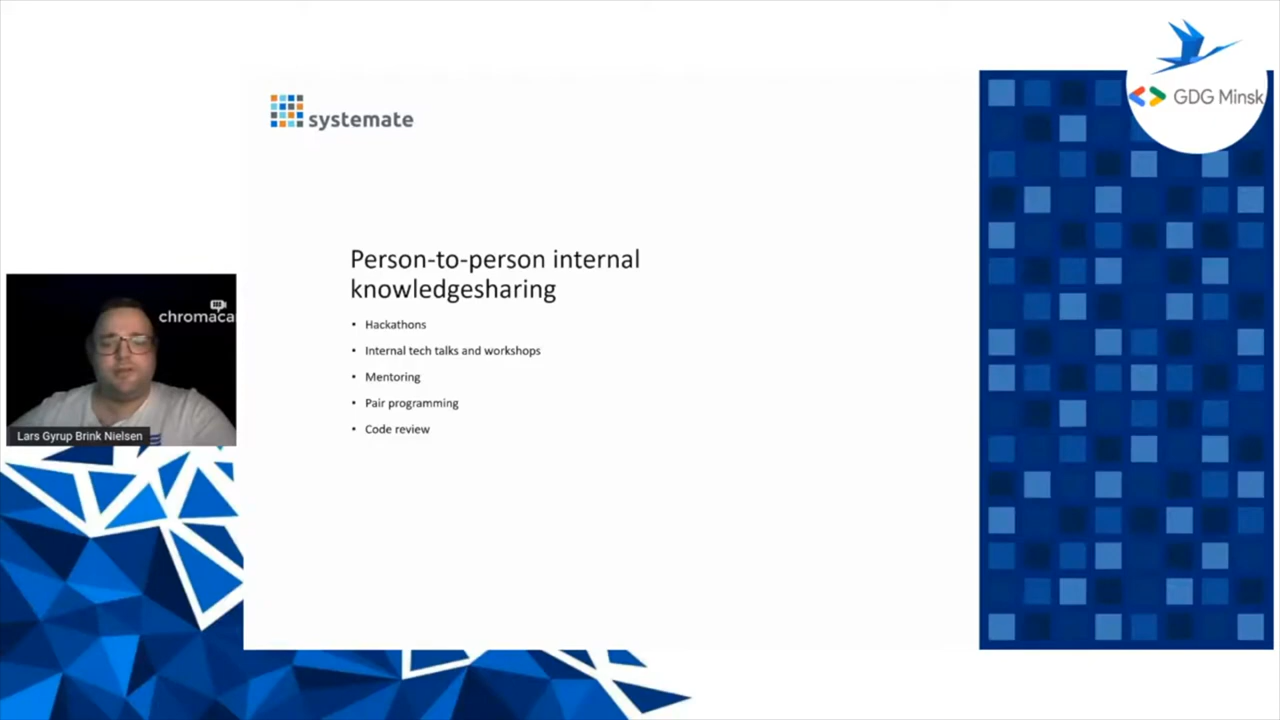 systemate
GDG Minsk
Person-to-person internal
knowledgesharing
• Hackathons
• Internal tech talks and workshops
• Mentoring
• Pair programming
• Code review
chromaca
Lars Gyrup Brink Nielsen